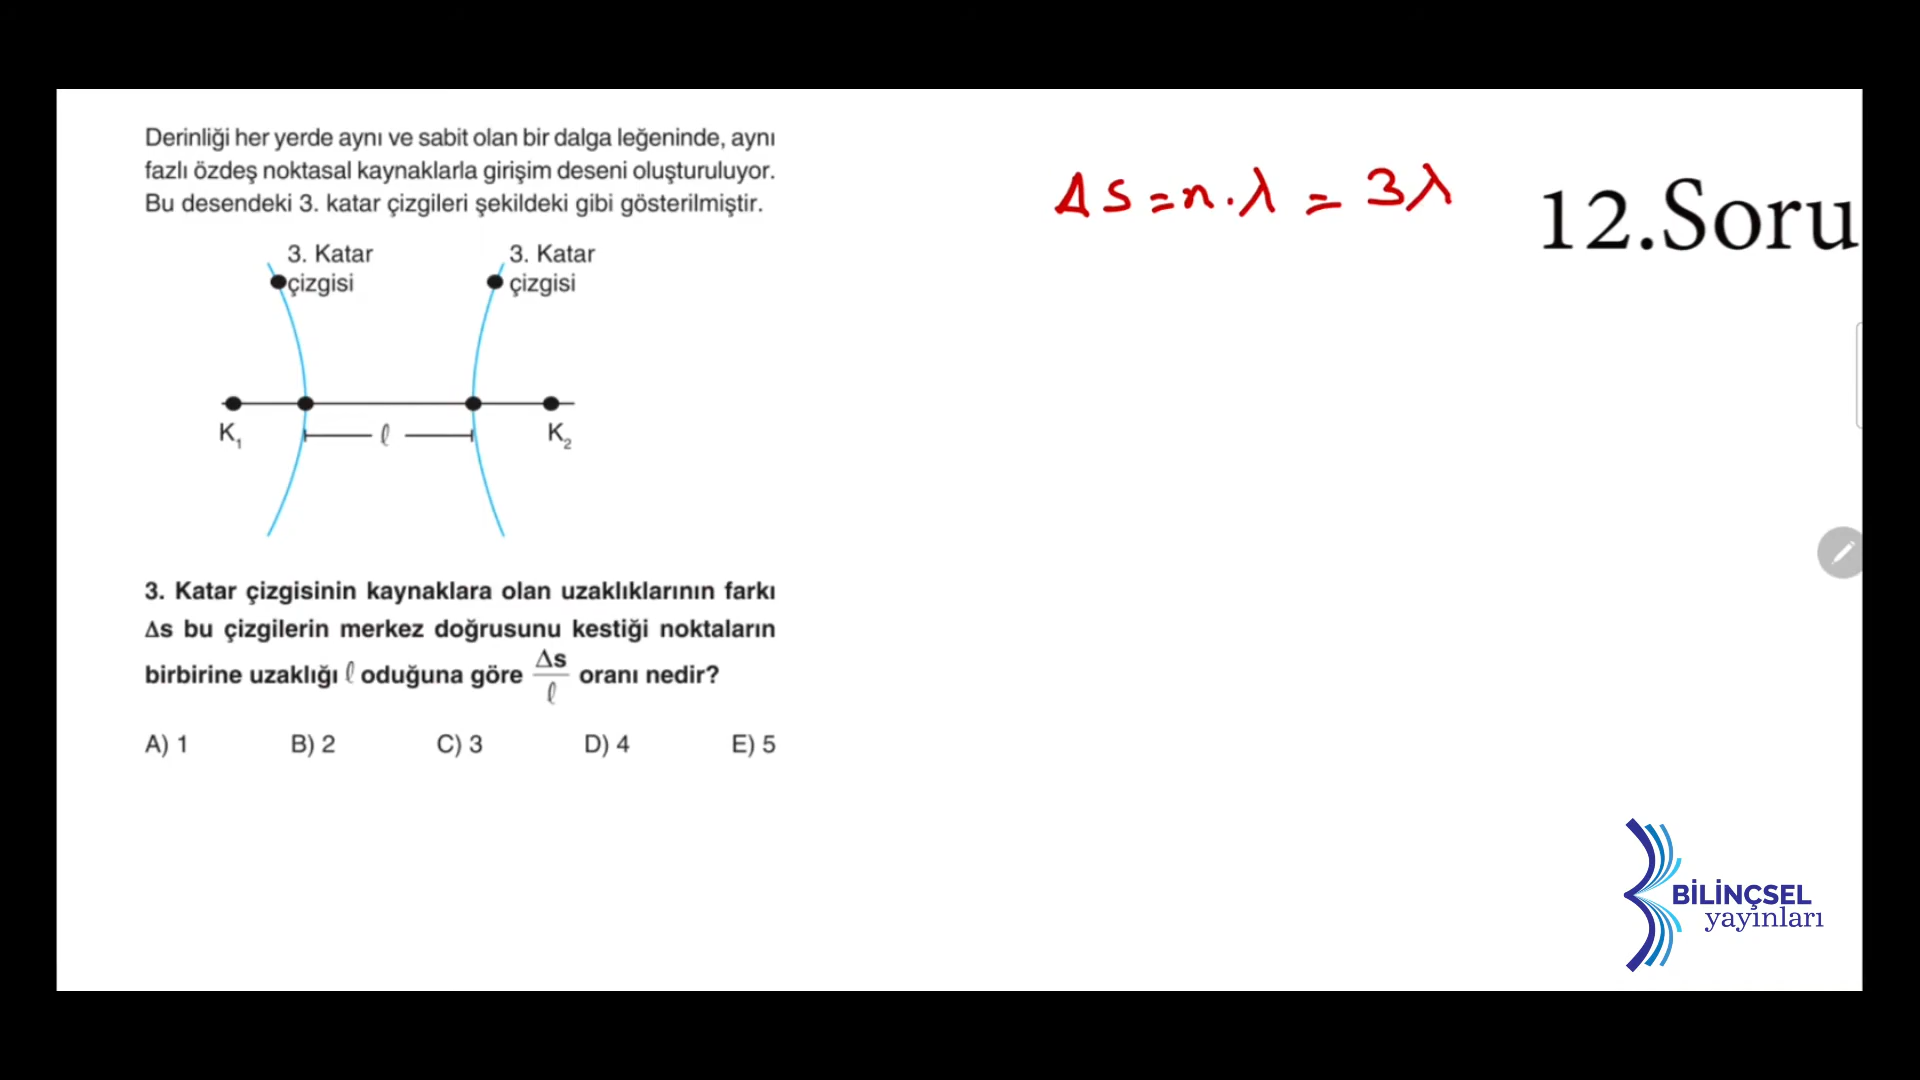 Derinliği her yerde aynı ve sabit olan bir dalga leğeninde, aynı
fazlı özdeş noktasal kaynaklarla girişim deseni oluşturuluyor.
Bu desendeki 3. katar çizgileri şekildeki gibi gösterilmiştir.
Δs = n.λ = 3λ
12.Soru
3. Katar
çizgisi
3. Katar
çizgisi
K₁
ℓ
K₂
3. Katar çizgisinin kaynaklara olan uzaklıklarının farkı
Δs bu çizgilerin merkez doğrusunu kestiği noktaların
birbirine uzaklığı ℓ oduğuna göre Δs/ℓ oranı nedir?
A) 1 B) 2 C) 3 D) 4 E) 5
BİLİNÇSEL
yayınları